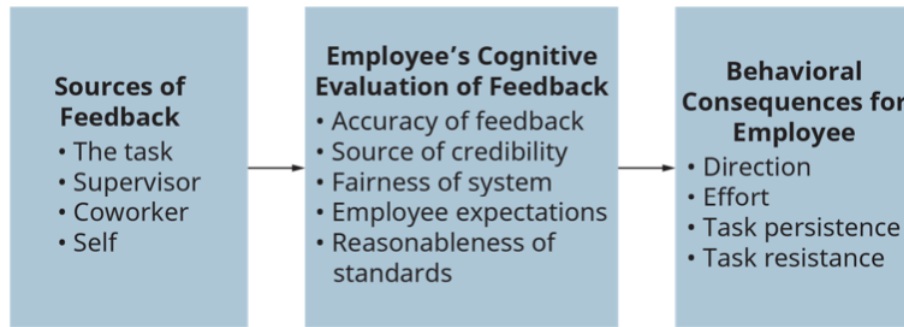 Sources of
Feedback
• The task
• Supervisor
• Coworker
• Self
Employee's Cognitive
Evaluation of Feedback
• Accuracy of feedback
• Source of credibility
• Fairness of system
• Employee expectations
• Reasonableness of
standards
Behavioral
Consequences for
Employee
• Direction
• Effort
• Task persistence
• Task resistance